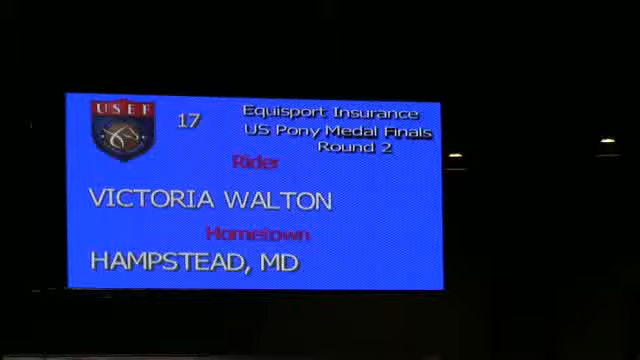 USEF
17
Equisport Insurance
US Pony Medal Finals
Round 2
Rider
VICTORIA WALTON
Hometown
HAMPSTEAD, MD